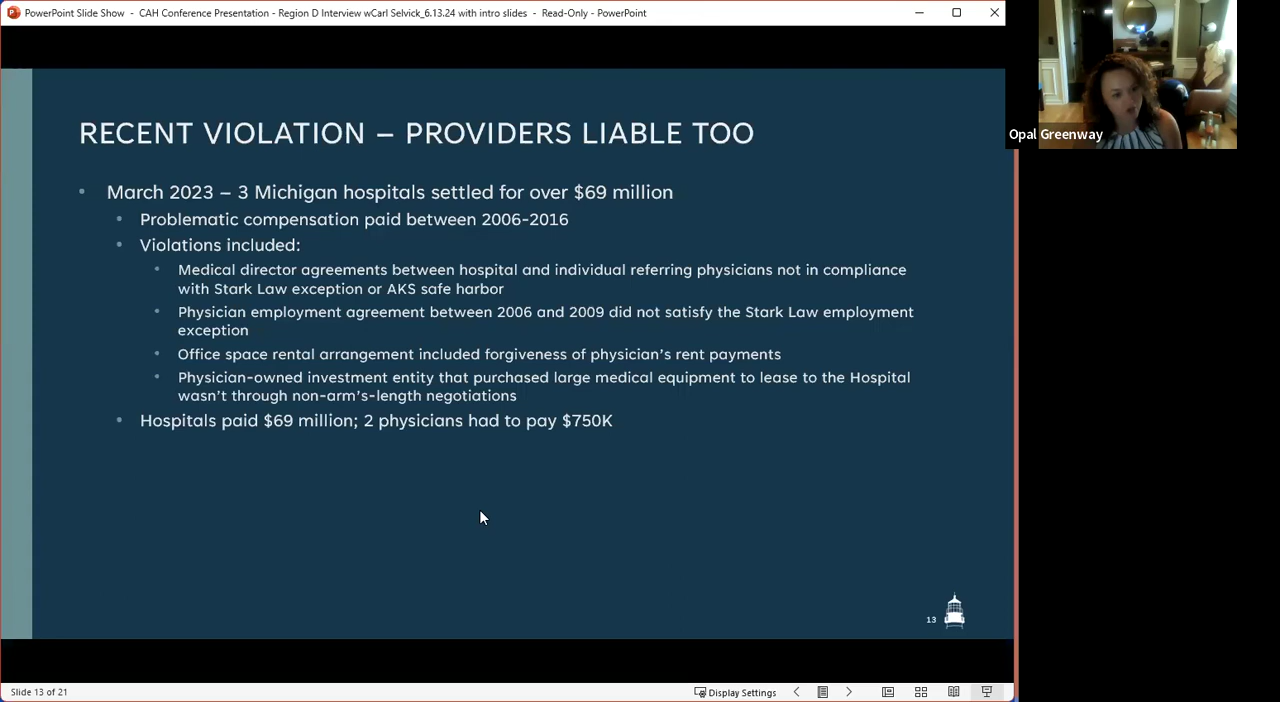 PowerPoint Slide Show - CAH Conference Presentation - Region D Interview wCarl Selvick_6.13.24 with intro slides - Read-Only - PowerPoint
Opal Greenway
RECENT VIOLATION – PROVIDERS LIABLE TOO
• March 2023 – 3 Michigan hospitals settled for over $69 million
• Problematic compensation paid between 2006-2016
• Violations included:
• Medical director agreements between hospital and individual referring physicians not in compliance
with Stark Law exception or AKS safe harbor
• Physician employment agreement between 2006 and 2009 did not satisfy the Stark Law employment
exception
• Office space rental arrangement included forgiveness of physician's rent payments
• Physician-owned investment entity that purchased large medical equipment to lease to the Hospital
wasn't through non-arm's-length negotiations
• Hospitals paid $69 million; 2 physicians had to pay $750K
13
Slide 13 of 21
Display Settings